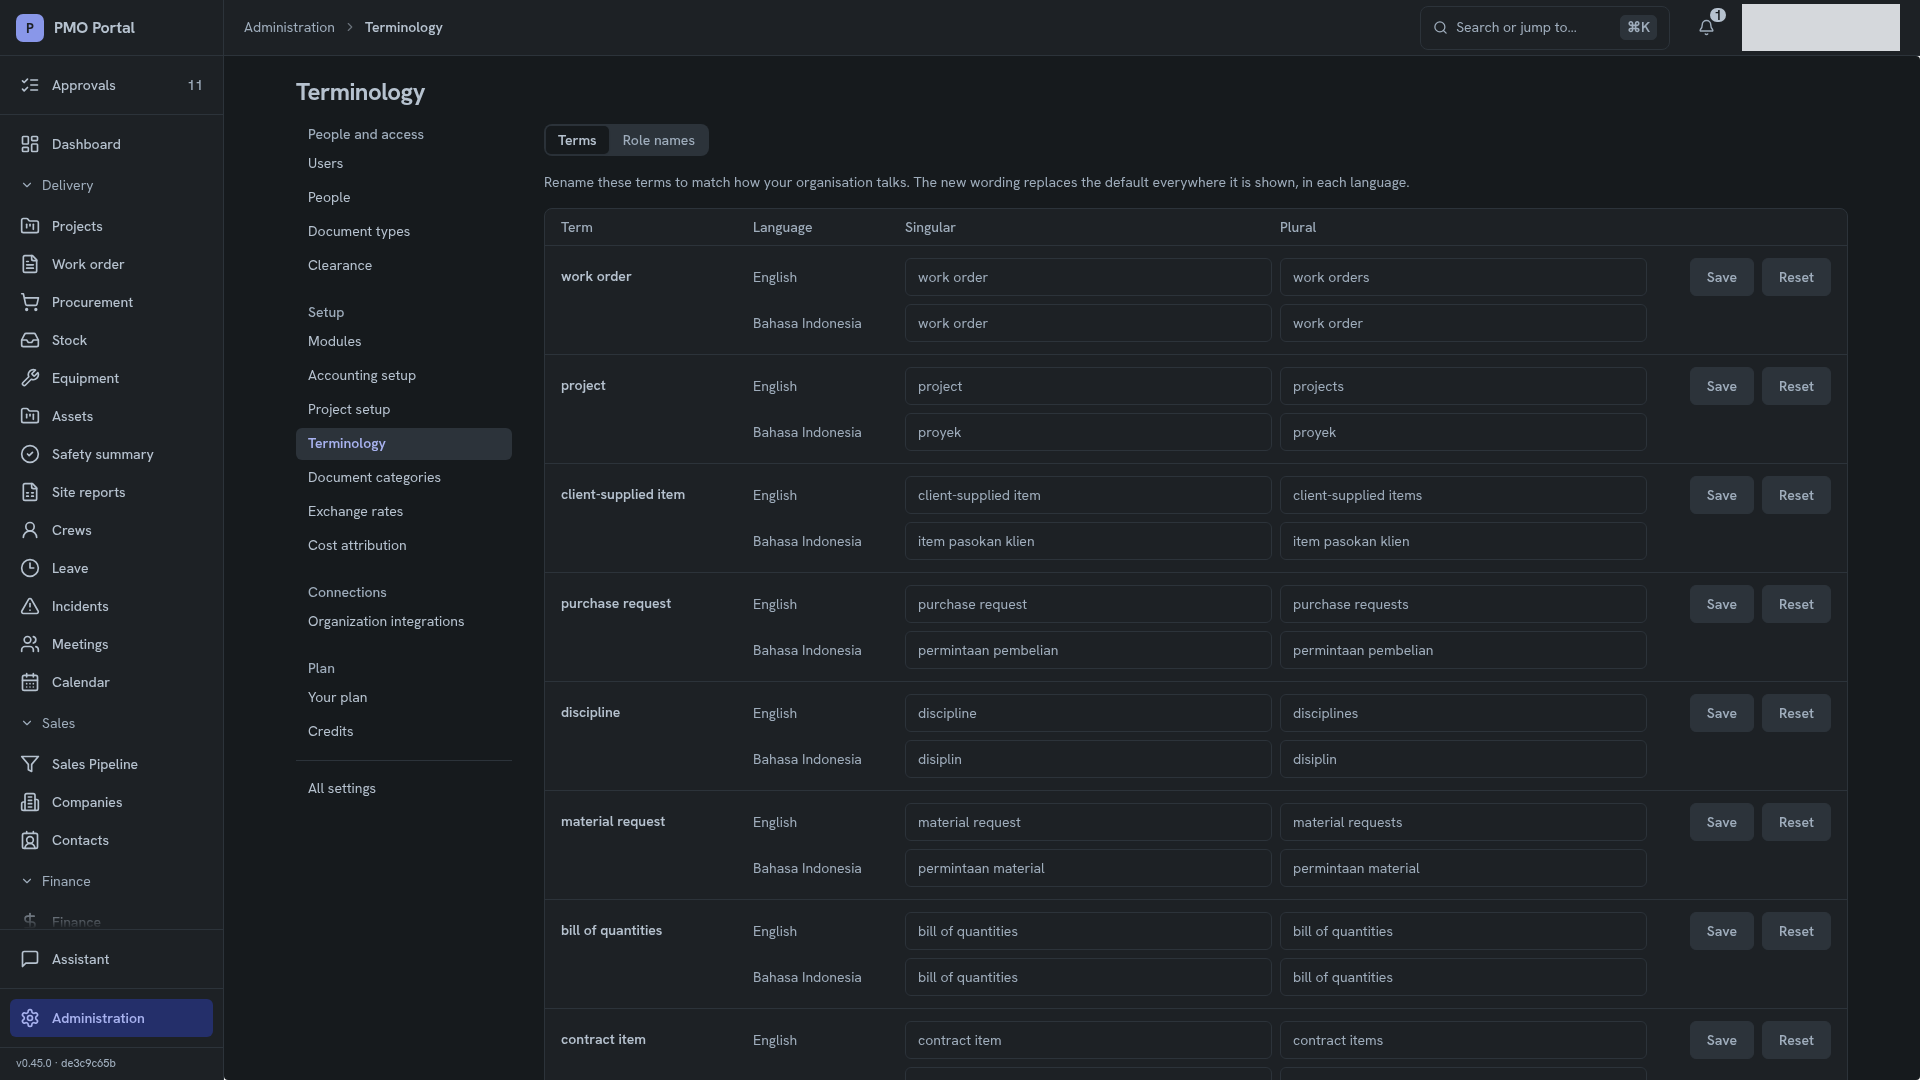 P PMO Portal
Administration > Terminology
Search or jump to... ⌘K
1
Approvals 11
Dashboard
Delivery
Projects
Work order
Procurement
Stock
Equipment
Assets
Safety summary
Site reports
Crews
Leave
Incidents
Meetings
Calendar
Sales
Sales Pipeline
Companies
Contacts
Finance
Finance
Assistant
Administration
v0.45.0 · de3c9c65b
Terminology
People and access
Users
People
Document types
Clearance
Setup
Modules
Accounting setup
Project setup
Terminology
Document categories
Exchange rates
Cost attribution
Connections
Organization integrations
Plan
Your plan
Credits
All settings
Terms Role names
Rename these terms to match how your organisation talks. The new wording replaces the default everywhere it is shown, in each language.
Term Language Singular Plural
work order English work order work orders Save Reset
Bahasa Indonesia work order work order
project English project projects Save Reset
Bahasa Indonesia proyek proyek
client-supplied item English client-supplied item client-supplied items Save Reset
Bahasa Indonesia item pasokan klien item pasokan klien
purchase request English purchase request purchase requests Save Reset
Bahasa Indonesia permintaan pembelian permintaan pembelian
discipline English discipline disciplines Save Reset
Bahasa Indonesia disiplin disiplin
material request English material request material requests Save Reset
Bahasa Indonesia permintaan material permintaan material
bill of quantities English bill of quantities bill of quantities Save Reset
Bahasa Indonesia bill of quantities bill of quantities
contract item English contract item contract items Save Reset